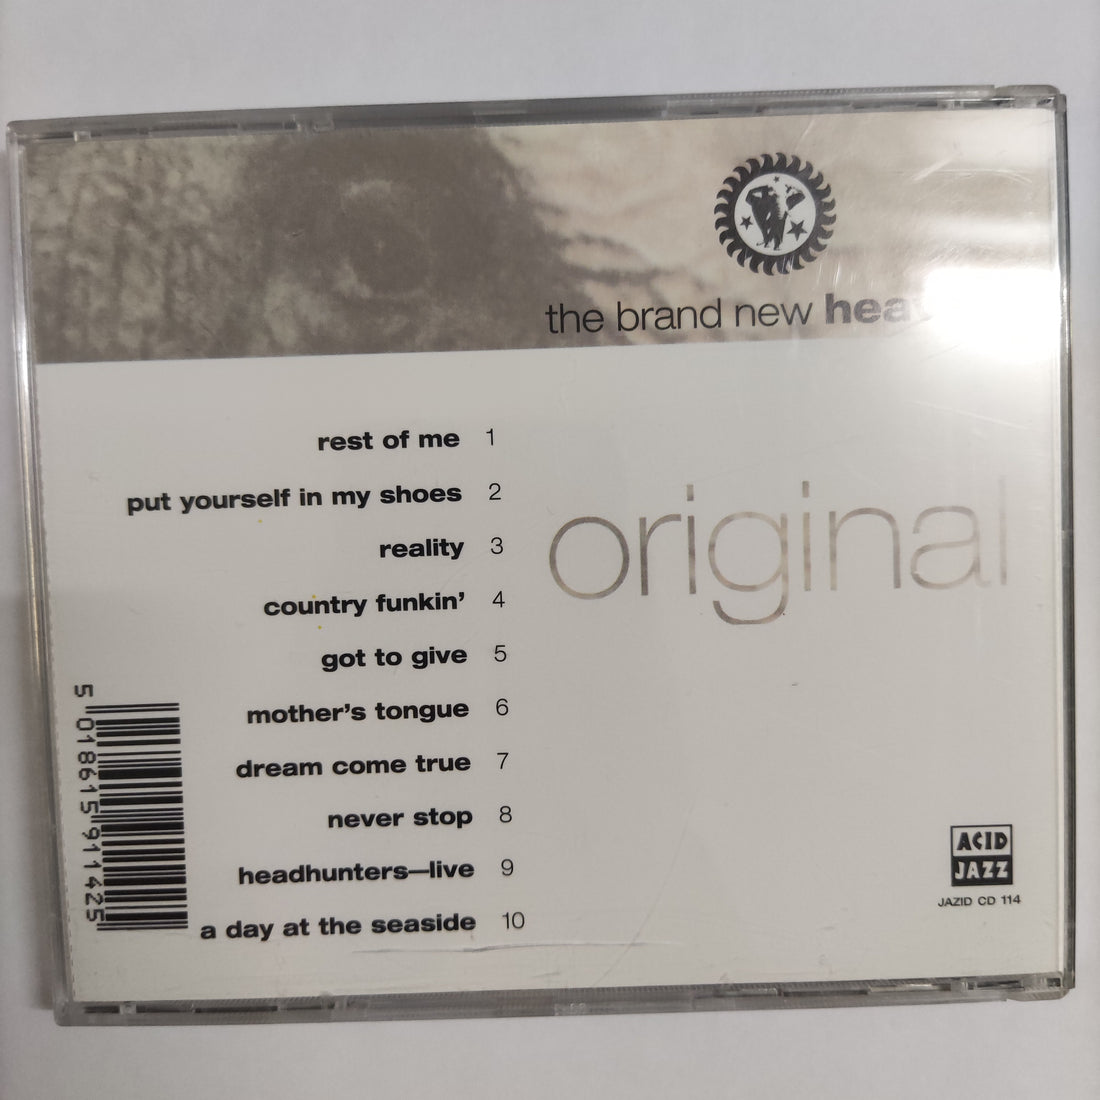 the brand new
original
rest of me 1
put yourself in my shoes 2
reality 3
country funkin' 4
got to give 5
mother's tongue 6
dream come true 7
never stop 8
headhunters—live 9
a day at the seaside 10
5 018615 911425
ACID
JAZZ
JAZID CD 114